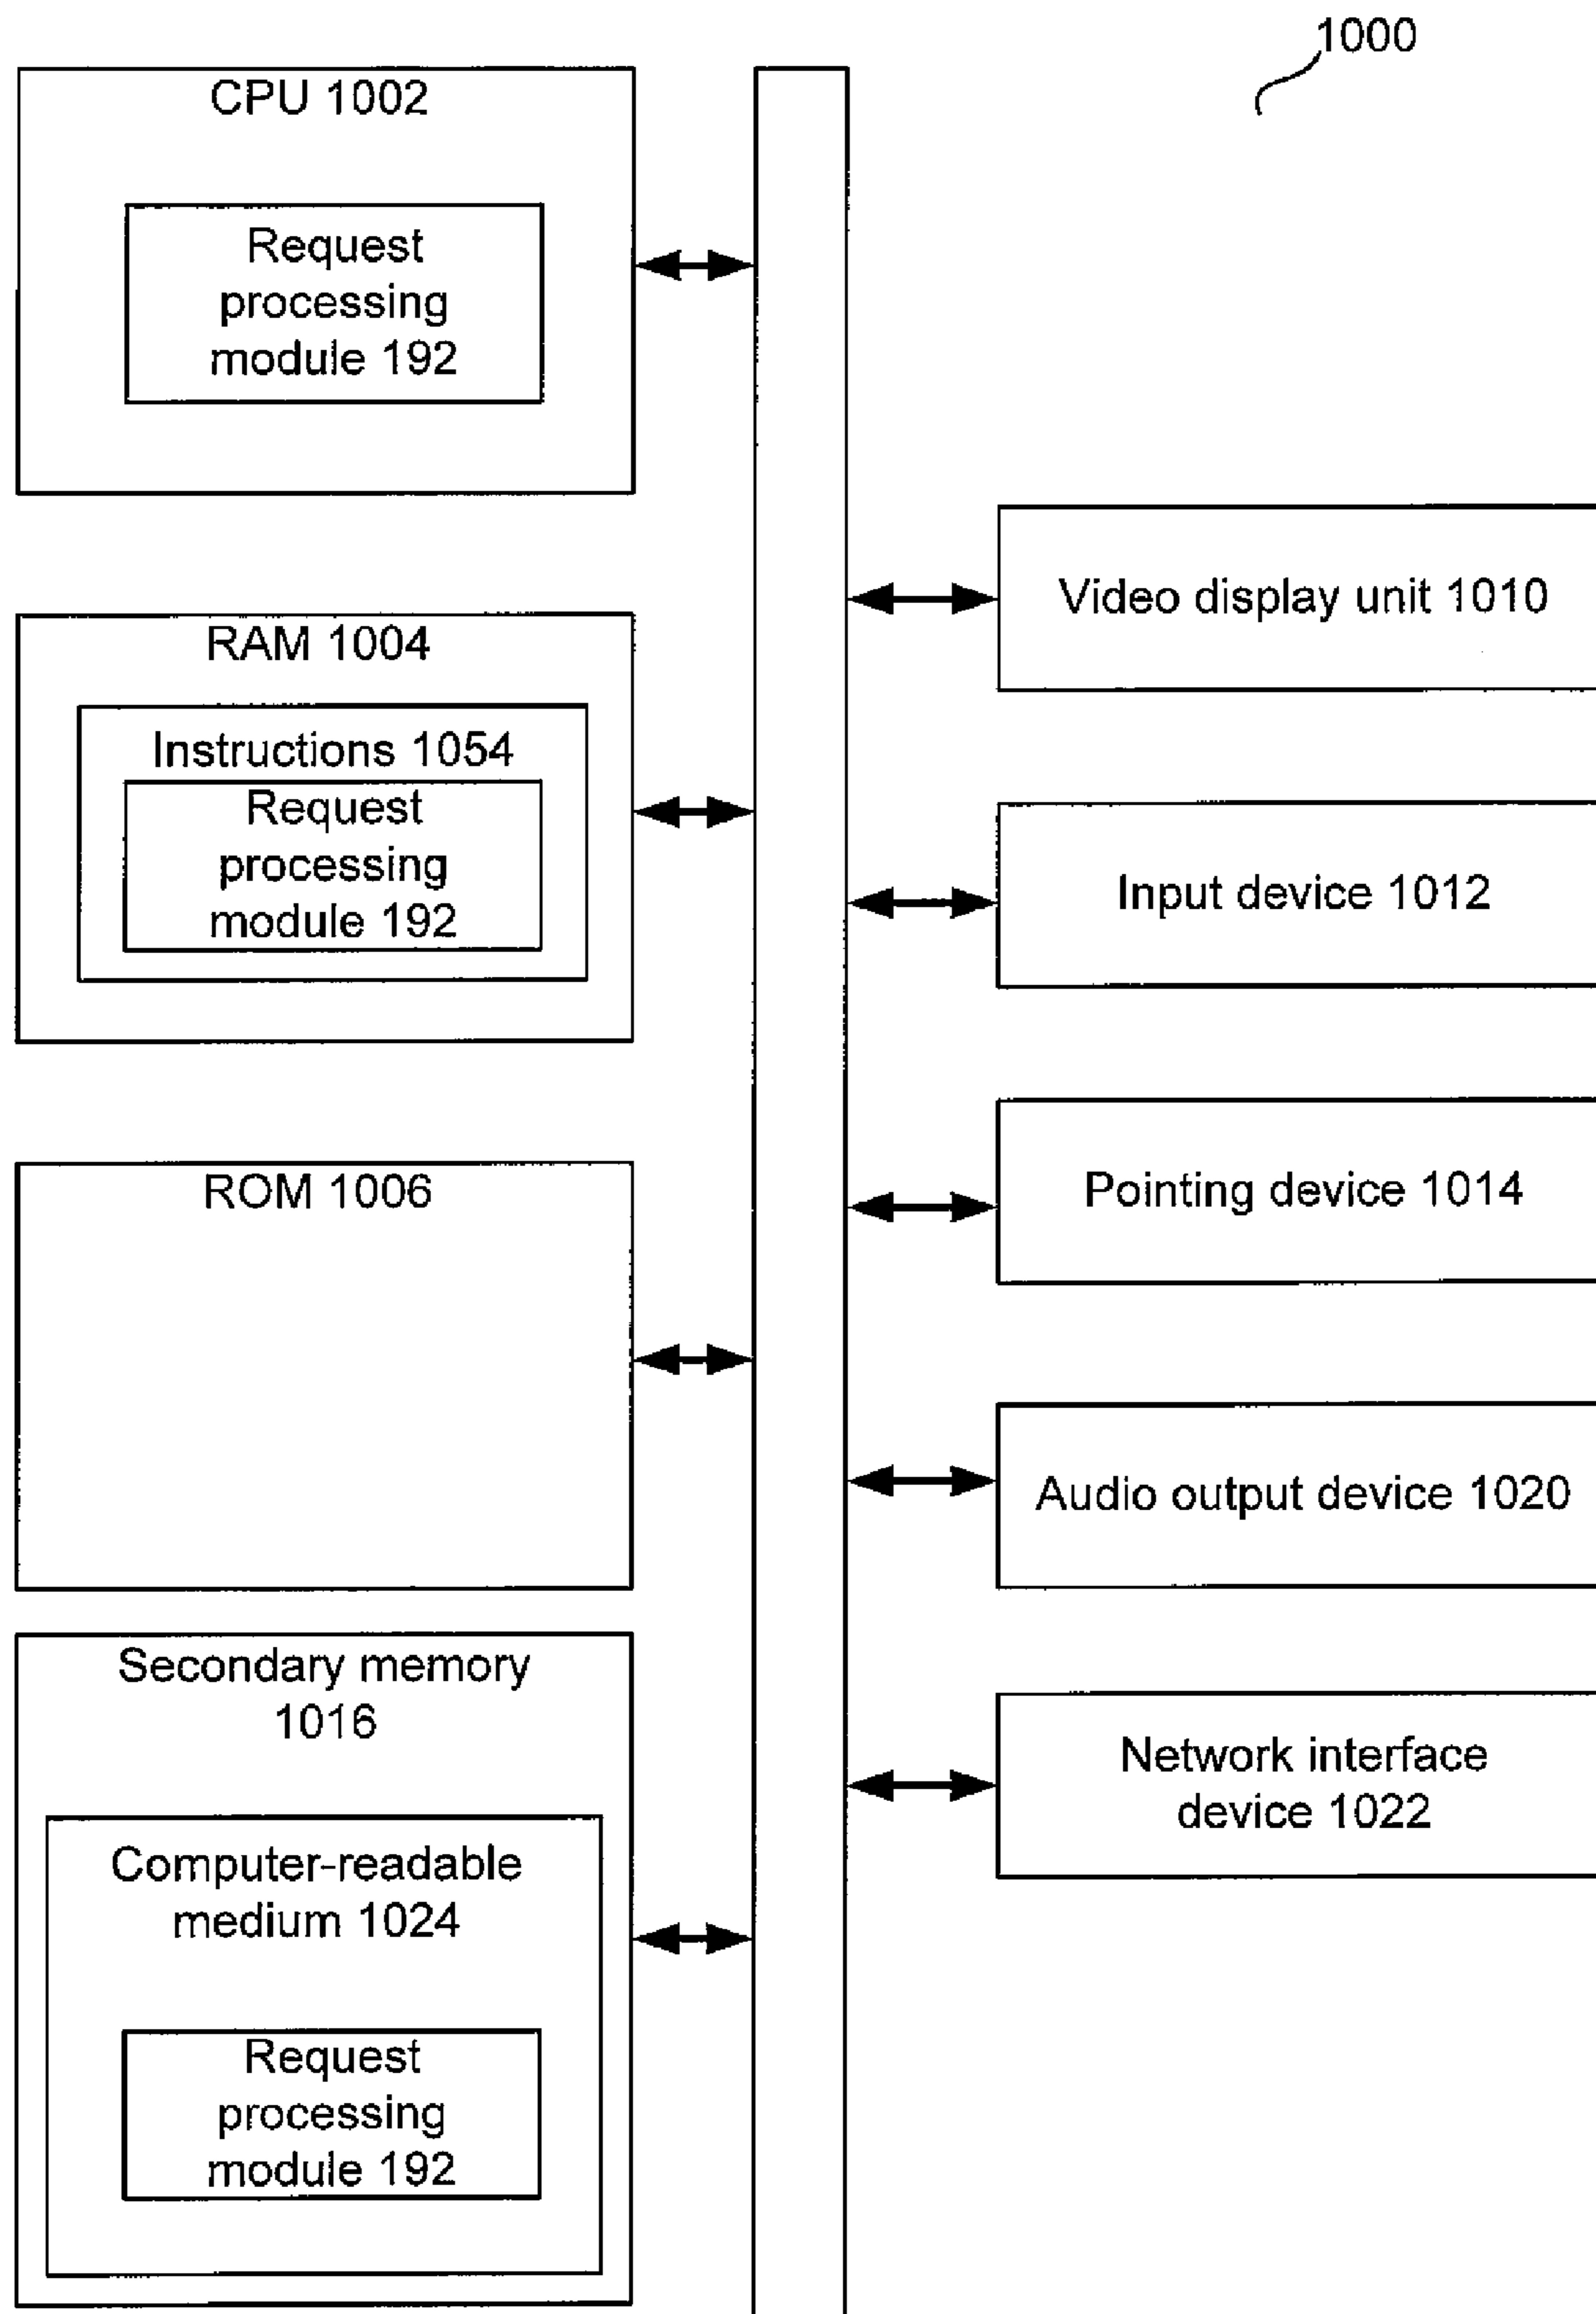 1000
CPU 1002
Request
processing
module 192
RAM 1004
Instructions 1054
Request
processing
module 192
ROM 1006
Secondary memory
1016
Computer-readable
medium 1024
Request
processing
module 192
Video display unit 1010
Input device 1012
Pointing device 1014
Audio output device 1020
Network interface
device 1022